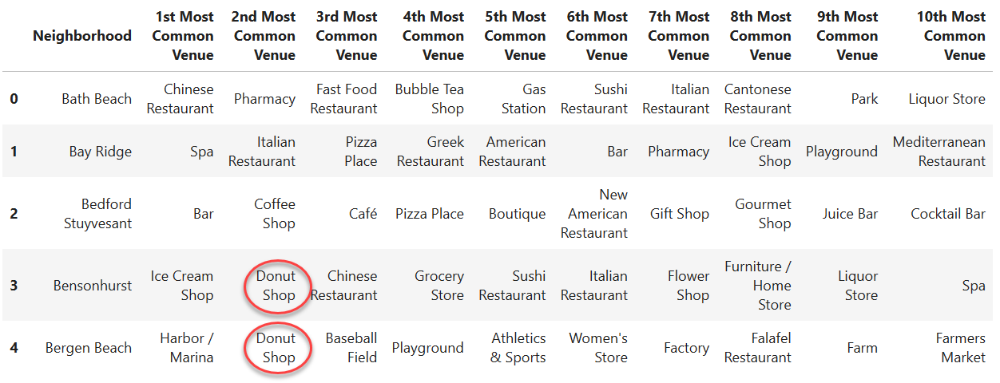 Neighborhood 1st Most Common Venue 2nd Most Common Venue 3rd Most Common Venue 4th Most Common Venue 5th Most Common Venue 6th Most Common Venue 7th Most Common Venue 8th Most Common Venue 9th Most Common Venue 10th Most Common Venue
0 Bath Beach Chinese Restaurant Pharmacy Fast Food Restaurant Bubble Tea Shop Gas Station Sushi Restaurant Italian Restaurant Cantonese Restaurant Park Liquor Store
1 Bay Ridge Spa Italian Restaurant Pizza Place Greek Restaurant American Restaurant Bar Pharmacy Ice Cream Shop Playground Mediterranean Restaurant
2 Bedford Stuyvesant Bar Coffee Shop Café Pizza Place Boutique New American Restaurant Gift Shop Gourmet Shop Juice Bar Cocktail Bar
3 Bensonhurst Ice Cream Shop Donut Shop Chinese Restaurant Grocery Store Sushi Restaurant Italian Restaurant Flower Shop Furniture / Home Store Liquor Store Spa
4 Bergen Beach Harbor / Marina Donut Shop Baseball Field Playground Athletics & Sports Women's Store Factory Falafel Restaurant Farm Farmers Market